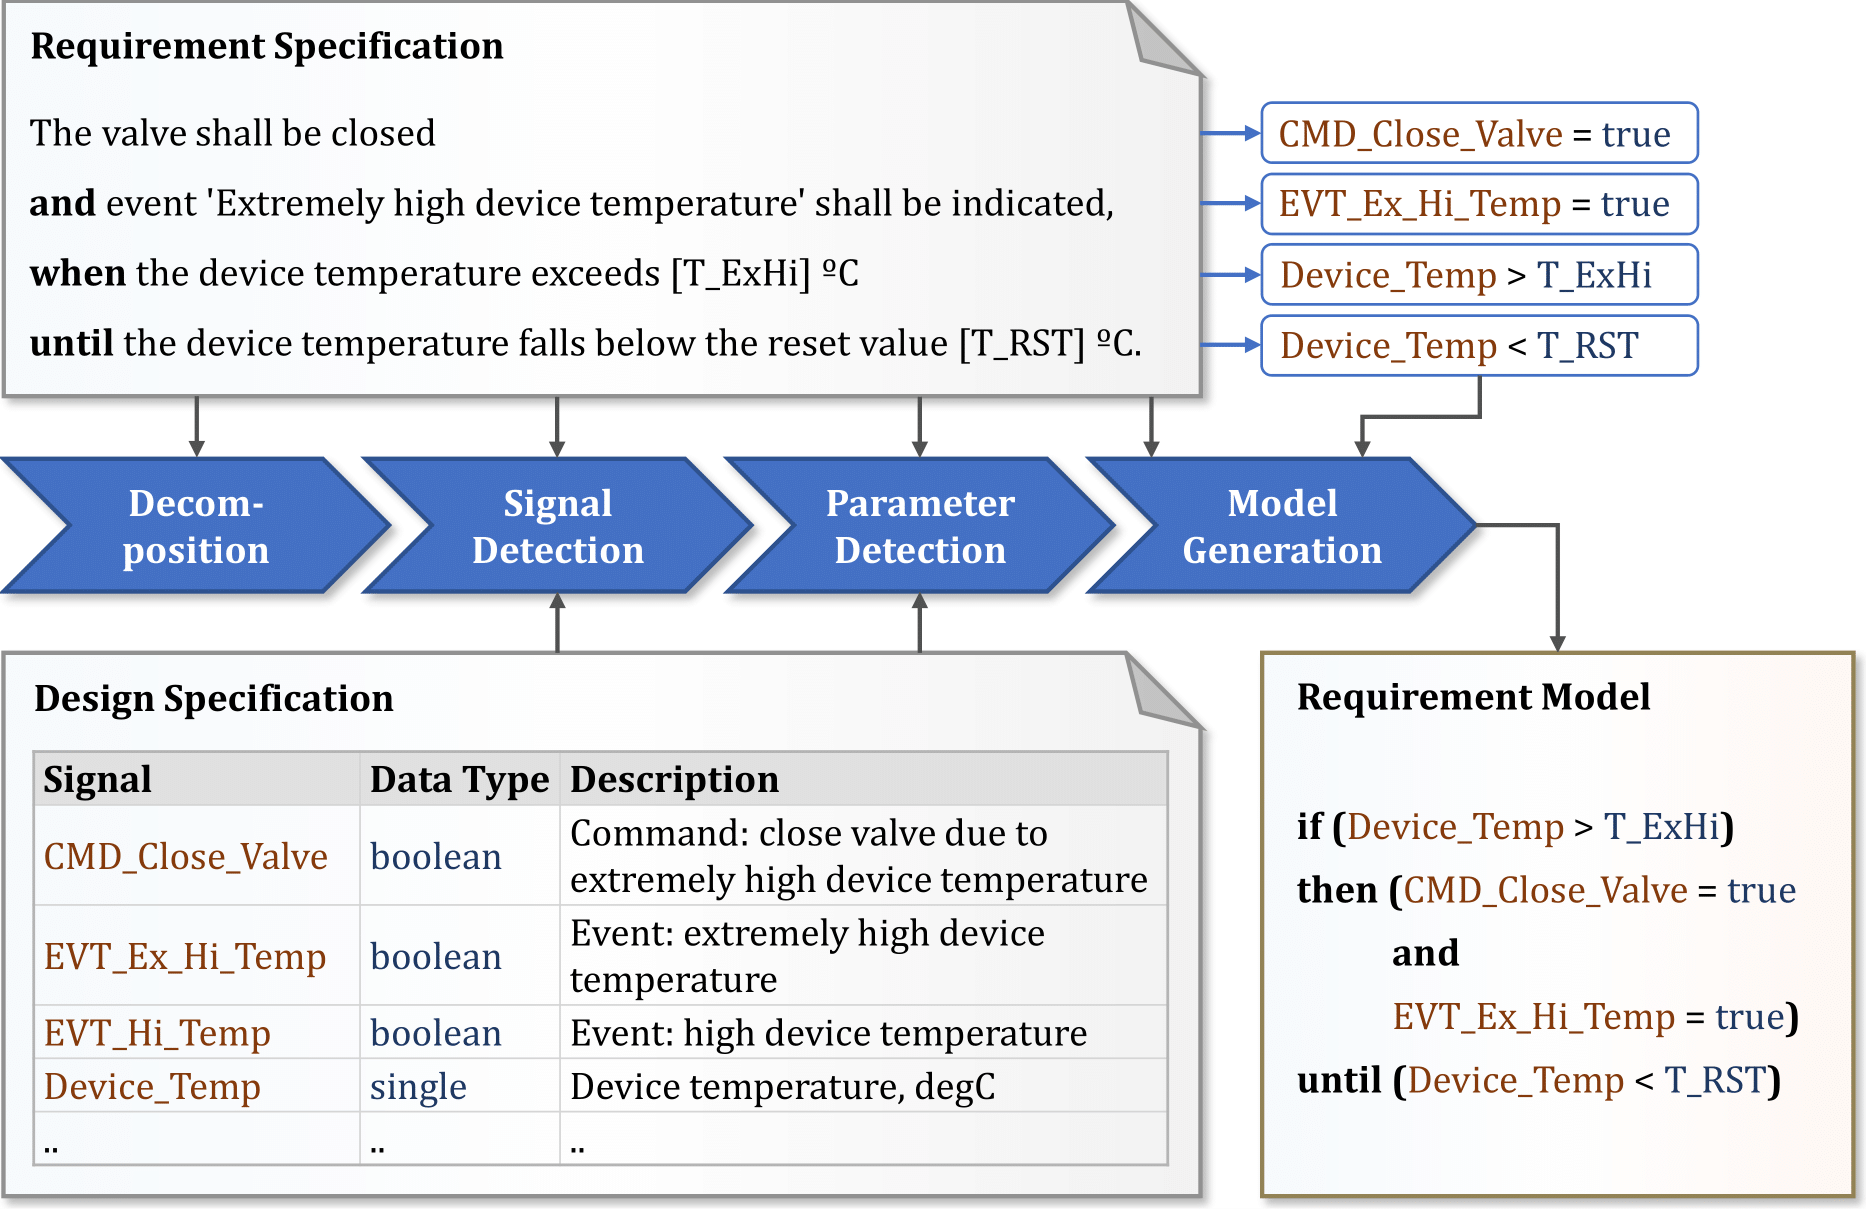 Requirement Specification
The valve shall be closed
and event 'Extremely high device temperature' shall be indicated,
when the device temperature exceeds [T_ExHi] ºC
until the device temperature falls below the reset value [T_RST] ºC.
CMD_Close_Valve = true
EVT_Ex_Hi_Temp = true
Device_Temp > T_ExHi
Device_Temp < T_RST
Decom-
position
Signal
Detection
Parameter
Detection
Model
Generation
Design Specification
Signal Data Type Description
CMD_Close_Valve boolean Command: close valve due to
extremely high device temperature
EVT_Ex_Hi_Temp boolean Event: extremely high device
temperature
EVT_Hi_Temp boolean Event: high device temperature
Device_Temp single Device temperature, degC
.. .. ..
Requirement Model
if (Device_Temp > T_ExHi)
then (CMD_Close_Valve = true
and
EVT_Ex_Hi_Temp = true)
until (Device_Temp < T_RST)